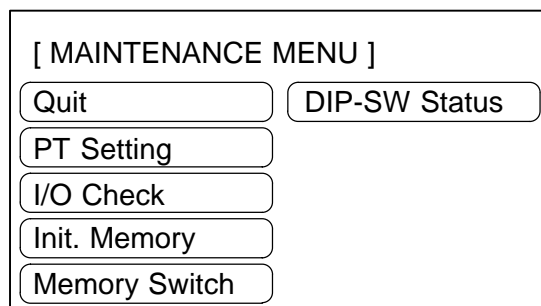 [ MAINTENANCE MENU ]
Quit
DIP-SW Status
PT Setting
I/O Check
Init. Memory
Memory Switch